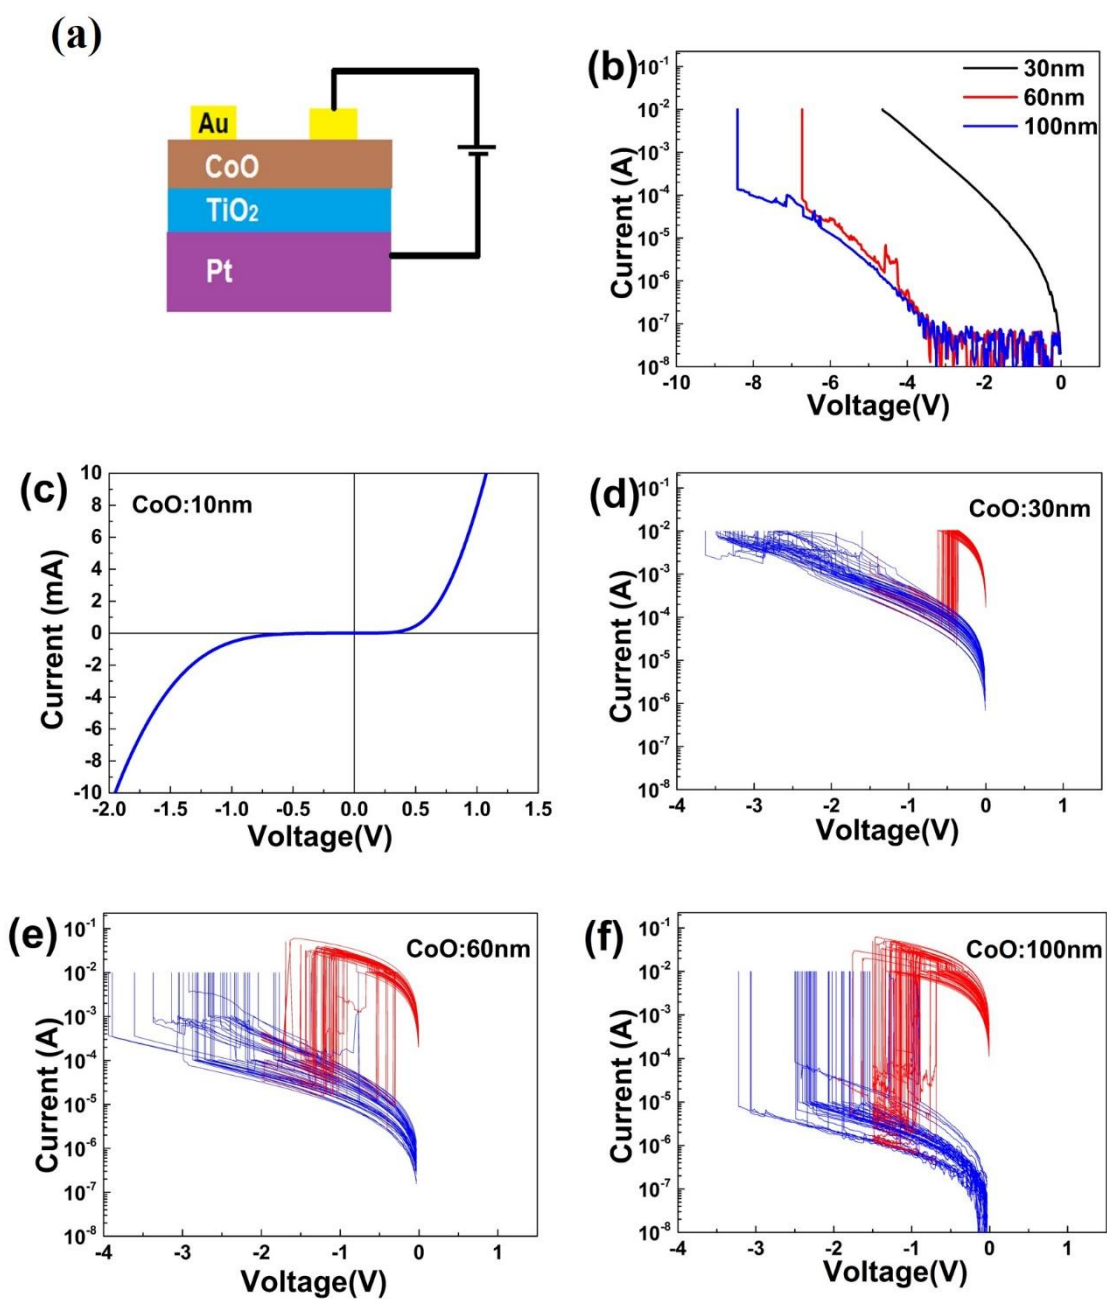 (a)
Au
CoO
TiO2
Pt
(b)
30nm
60nm
100nm
Current (A)
10-1
10-2
10-3
10-4
10-5
10-6
10-7
10-8
-10 -8 -6 -4 -2 0
Voltage(V)
(c)
CoO:10nm
Current (mA)
10
8
6
4
2
0
-2
-4
-6
-8
-10
-2.0 -1.5 -1.0 -0.5 0.0 0.5 1.0 1.5
Voltage(V)
(d)
CoO:30nm
Current (A)
10-1
10-2
10-3
10-4
10-5
10-6
10-7
10-8
-4 -3 -2 -1 0 1
Voltage(V)
(e)
CoO:60nm
Current (A)
10-1
10-2
10-3
10-4
10-5
10-6
10-7
10-8
-4 -3 -2 -1 0 1
Voltage(V)
(f)
CoO:100nm
Current (A)
10-1
10-2
10-3
10-4
10-5
10-6
10-7
10-8
-4 -3 -2 -1 0 1
Voltage(V)